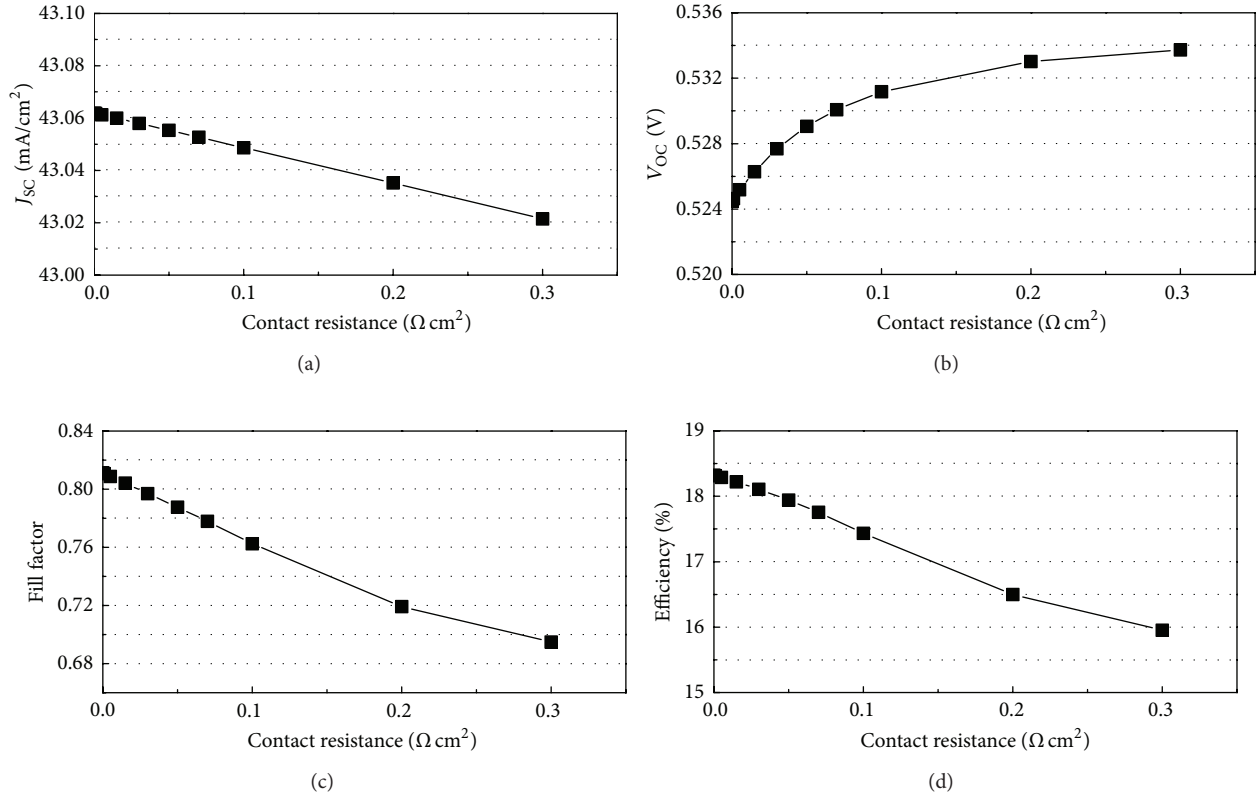 43.10
43.08
43.06
43.04
43.02
43.00
J_SC (mA/cm²)
0.0 0.1 0.2 0.3
Contact resistance (Ω cm²)
(a)
0.536
0.532
0.528
0.524
0.520
V_OC (V)
0.0 0.1 0.2 0.3
Contact resistance (Ω cm²)
(b)
0.84
0.80
0.76
0.72
0.68
Fill factor
0.0 0.1 0.2 0.3
Contact resistance (Ω cm²)
(c)
19
18
17
16
15
Efficiency (%)
0.0 0.1 0.2 0.3
Contact resistance (Ω cm²)
(d)